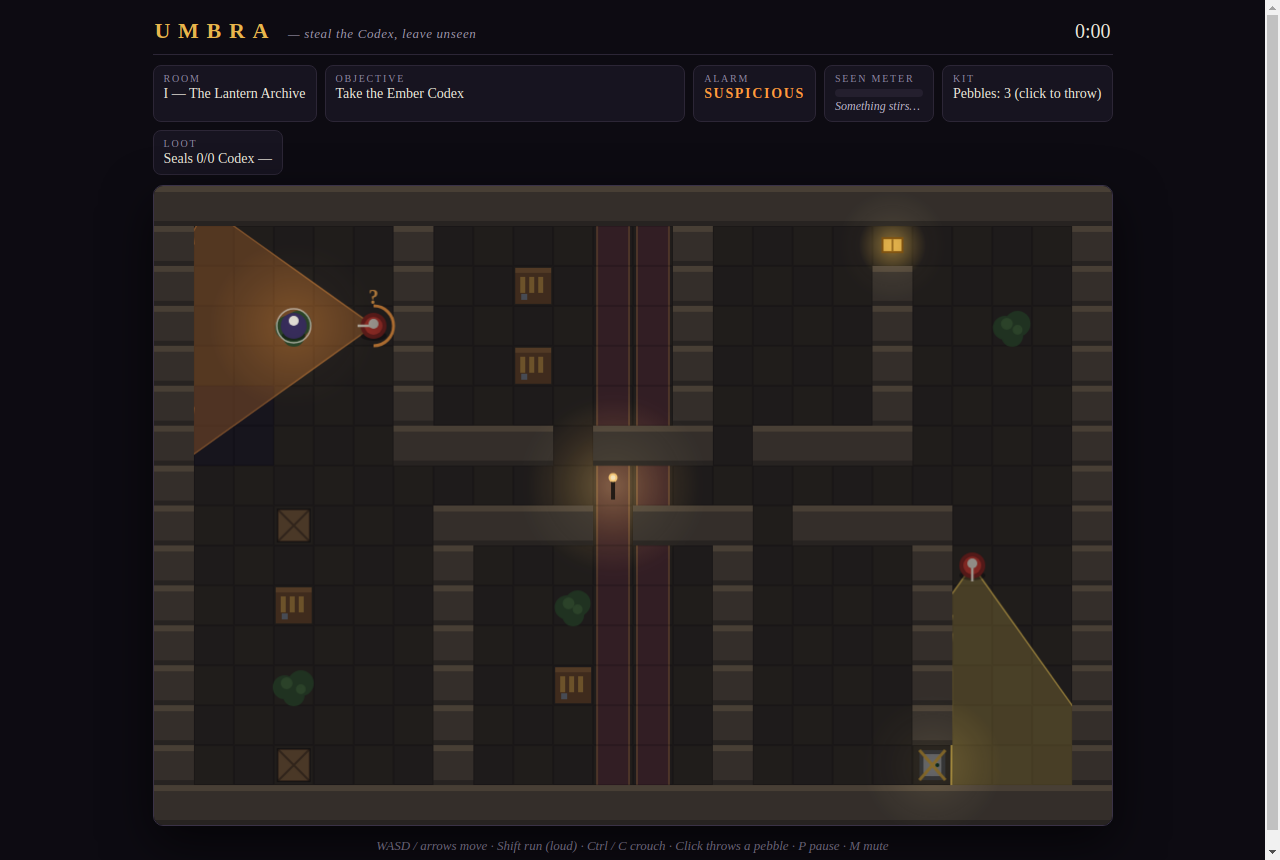 UMBRA — steal the Codex, leave unseen 0:00
ROOM
I — The Lantern Archive
OBJECTIVE
Take the Ember Codex
ALARM
SUSPICIOUS
SEEN METER
Something stirs…
KIT
Pebbles: 3 (click to throw)
LOOT
Seals 0/0 Codex —
?
WASD / arrows move · Shift run (loud) · Ctrl / C crouch · Click throws a pebble · P pause · M mute